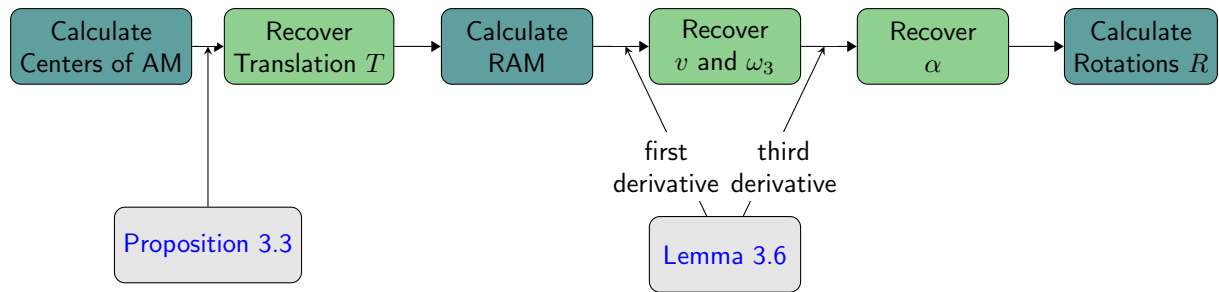 Calculate
Centers of AM
Recover
Translation T
Calculate
RAM
Recover
v and ω₃
Recover
α
Calculate
Rotations R
first
derivative
third
derivative
Proposition 3.3
Lemma 3.6